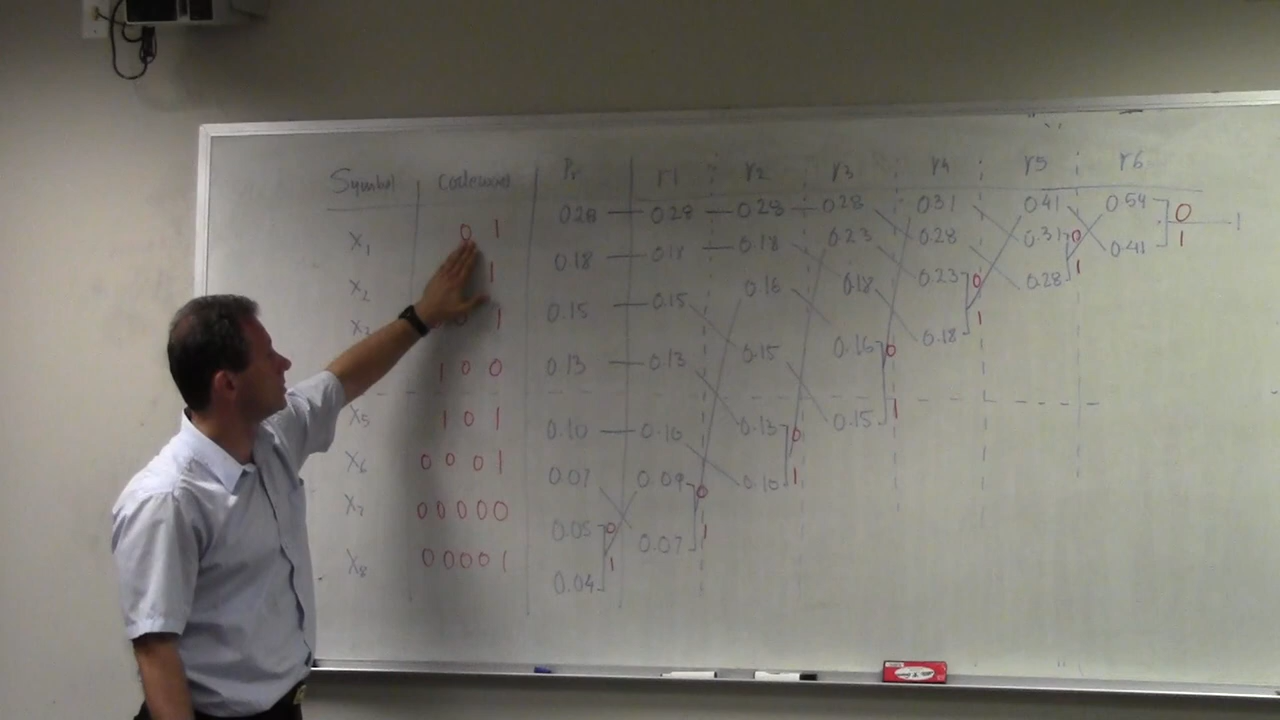 Symbol codeword Pr r1 r2 r3 r4 r5 r6
X1 0 1 0.28 0.28 0.28 0.28 0.31 0.41 0.54 0 1
X2 1 0.18 0.18 0.18 0.23 0.28 0.31 0 0.41 1
X3 0 1 0.15 0.15 0.16 0.18 0.23 0 0.28 1
1 0 0 0.13 0.13 0.15 0.16 0 0.18 1
X5 1 0 1 0.10 0.10 0.13 0 0.15 1
X6 0 0 0 1 0.07 0.09 0 0.10 1
X7 0 0 0 0 0 0.05 0 0.07 1
X8 0 0 0 0 1 0.04 1